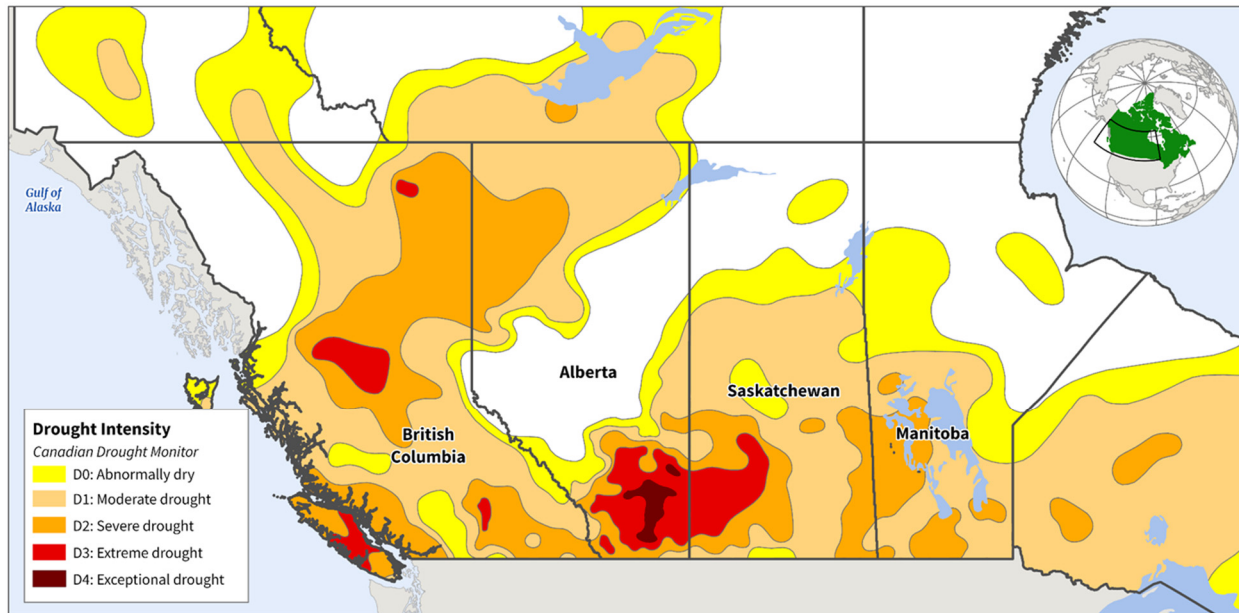 Gulf of
Alaska
Alberta
Saskatchewan
British
Columbia
Manitoba
Drought Intensity
Canadian Drought Monitor
D0: Abnormally dry
D1: Moderate drought
D2: Severe drought
D3: Extreme drought
D4: Exceptional drought